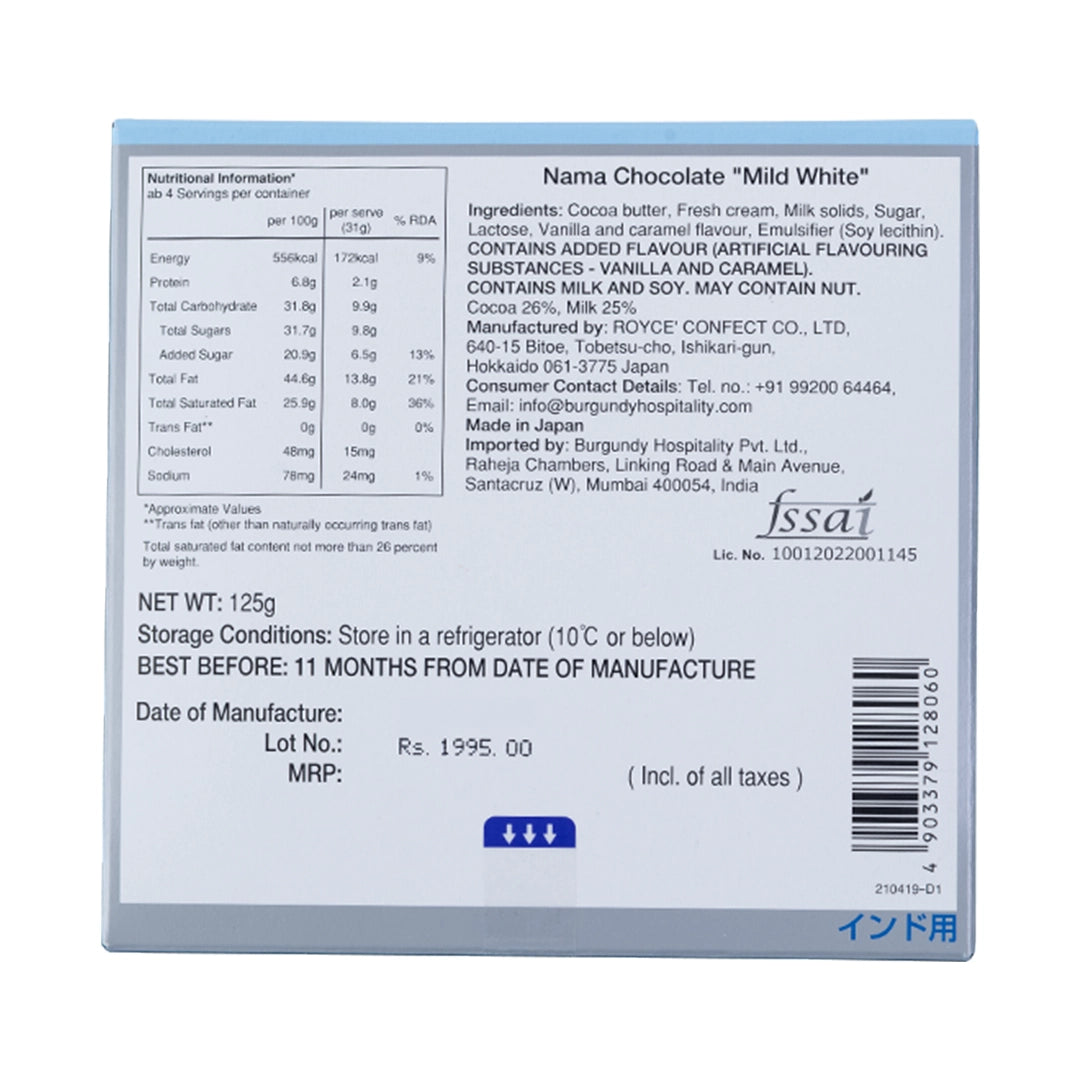 Nutritional Information*
ab 4 Servings per container
per 100g per serve (31g) % RDA
Energy 556kcal 172kcal 9%
Protein 6.8g 2.1g
Total Carbohydrate 31.8g 9.9g
Total Sugars 31.7g 9.8g
Added Sugar 20.9g 6.5g 13%
Total Fat 44.6g 13.8g 21%
Total Saturated Fat 25.9g 8.0g 36%
Trans Fat** 0g 0g 0%
Cholesterol 48mg 15mg
Sodium 78mg 24mg 1%
*Approximate Values
**Trans fat (other than naturally occurring trans fat)
Total saturated fat content not more than 26 percent
by weight.
Nama Chocolate "Mild White"
Ingredients: Cocoa butter, Fresh cream, Milk solids, Sugar,
Lactose, Vanilla and caramel flavour, Emulsifier (Soy lecithin).
CONTAINS ADDED FLAVOUR (ARTIFICIAL FLAVOURING
SUBSTANCES - VANILLA AND CARAMEL).
CONTAINS MILK AND SOY. MAY CONTAIN NUT.
Cocoa 26%, Milk 25%
Manufactured by: ROYCE' CONFECT CO., LTD,
640-15 Bitoe, Tobetsu-cho, Ishikari-gun,
Hokkaido 061-3775 Japan
Consumer Contact Details: Tel. no.: +91 99200 64464,
Email: info@burgundyhospitality.com
Made in Japan
Imported by: Burgundy Hospitality Pvt. Ltd.,
Raheja Chambers, Linking Road & Main Avenue,
Santacruz (W), Mumbai 400054, India
fssai
Lic. No. 10012022001145
NET WT: 125g
Storage Conditions: Store in a refrigerator (10℃ or below)
BEST BEFORE: 11 MONTHS FROM DATE OF MANUFACTURE
Date of Manufacture:
Lot No.: Rs. 1995. 00
MRP: ( Incl. of all taxes )
4 903379 128060
210419-D1
インド用